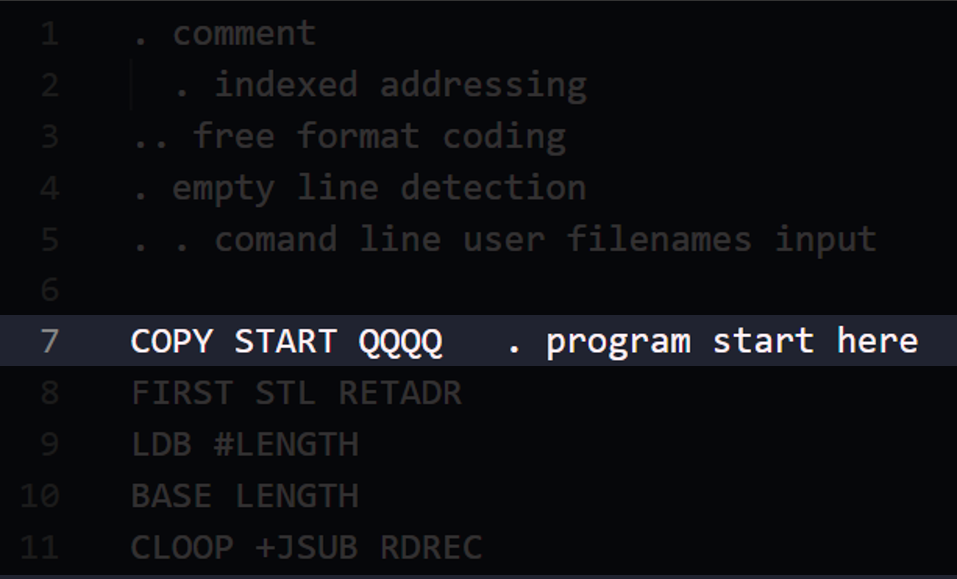 1 . comment
2 . indexed addressing
3 .. free format coding
4 . empty line detection
5 . . comand line user filenames input
6
7 COPY START QQQQ . program start here
8 FIRST STL RETADR
9 LDB #LENGTH
10 BASE LENGTH
11 CLOOP +JSUB RDREC